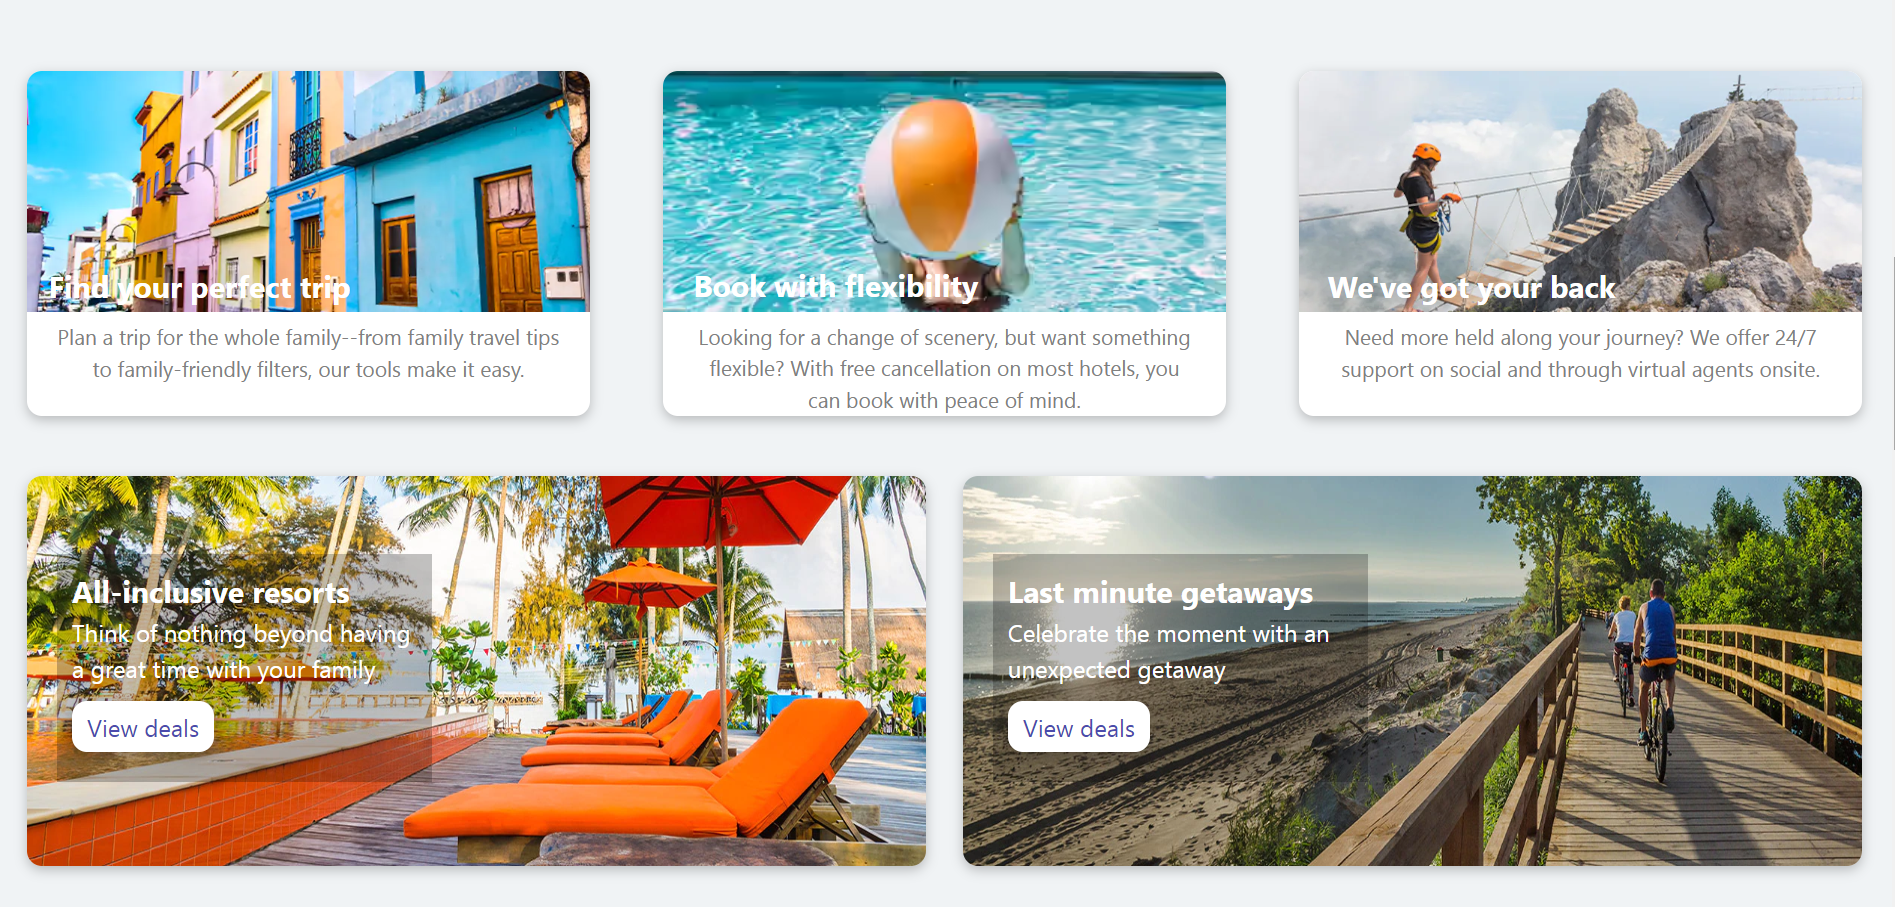 Find your perfect trip
Plan a trip for the whole family--from family travel tips
to family-friendly filters, our tools make it easy.
Book with flexibility
Looking for a change of scenery, but want something
flexible? With free cancellation on most hotels, you
can book with peace of mind.
We've got your back
Need more held along your journey? We offer 24/7
support on social and through virtual agents onsite.
All-inclusive resorts
Think of nothing beyond having
a great time with your family
View deals
Last minute getaways
Celebrate the moment with an
unexpected getaway
View deals